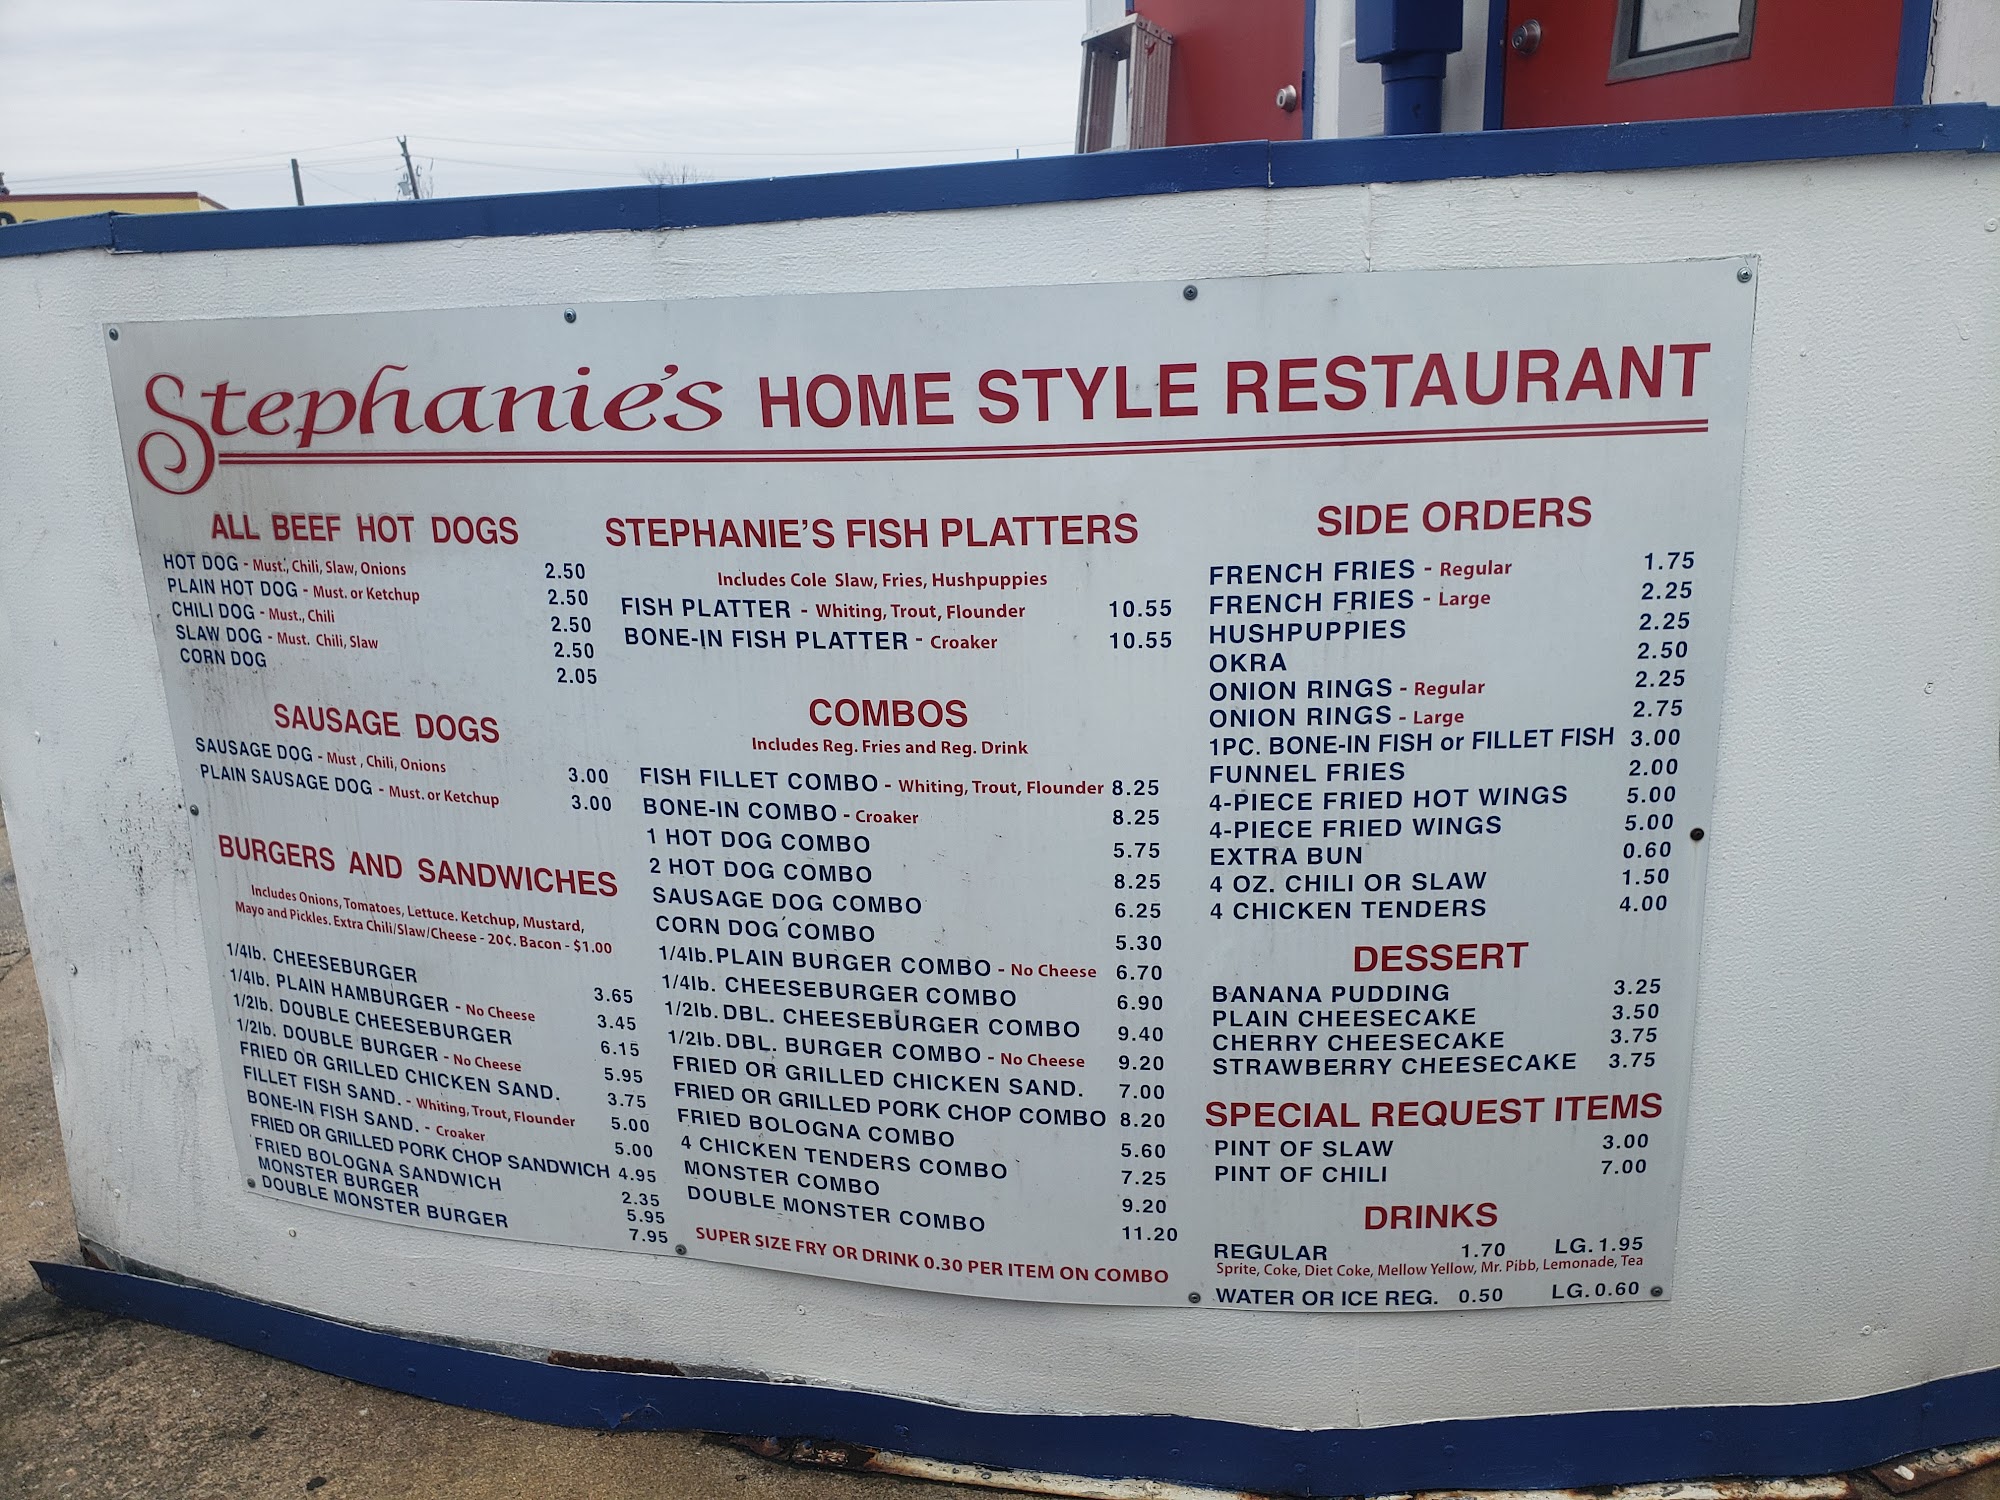 Stephanie's HOME STYLE RESTAURANT
ALL BEEF HOT DOGS
HOT DOG - Must., Chili, Slaw, Onions 2.50
PLAIN HOT DOG - Must. or Ketchup 2.50
CHILI DOG - Must., Chili 2.50
SLAW DOG - Must. Chili, Slaw 2.50
CORN DOG 2.05
SAUSAGE DOGS
SAUSAGE DOG - Must , Chili, Onions 3.00
PLAIN SAUSAGE DOG - Must. or Ketchup 3.00
BURGERS AND SANDWICHES
Includes Onions, Tomatoes, Lettuce. Ketchup, Mustard,
Mayo and Pickles. Extra Chili/Slaw/Cheese - 20¢. Bacon - $1.00
1/4lb. CHEESEBURGER 3.65
1/4lb. PLAIN HAMBURGER - No Cheese 3.45
1/2lb. DOUBLE CHEESEBURGER 6.15
1/2lb. DOUBLE BURGER - No Cheese 5.95
FRIED OR GRILLED CHICKEN SAND. 3.75
FILLET FISH SAND. - Whiting, Trout, Flounder 5.00
BONE-IN FISH SAND. - Croaker 5.00
FRIED OR GRILLED PORK CHOP SANDWICH 4.95
FRIED BOLOGNA SANDWICH 2.35
MONSTER BURGER 5.95
DOUBLE MONSTER BURGER 7.95
STEPHANIE'S FISH PLATTERS
Includes Cole Slaw, Fries, Hushpuppies
FISH PLATTER - Whiting, Trout, Flounder 10.55
BONE-IN FISH PLATTER - Croaker 10.55
COMBOS
Includes Reg. Fries and Reg. Drink
FISH FILLET COMBO - Whiting, Trout, Flounder 8.25
BONE-IN COMBO - Croaker 8.25
1 HOT DOG COMBO 5.75
2 HOT DOG COMBO 8.25
SAUSAGE DOG COMBO 6.25
CORN DOG COMBO 5.30
1/4lb. PLAIN BURGER COMBO - No Cheese 6.70
1/4lb. CHEESEBURGER COMBO 6.90
1/2lb. DBL. CHEESEBURGER COMBO 9.40
1/2lb. DBL. BURGER COMBO - No Cheese 9.20
FRIED OR GRILLED CHICKEN SAND. 7.00
FRIED OR GRILLED PORK CHOP COMBO 8.20
FRIED BOLOGNA COMBO 5.60
4 CHICKEN TENDERS COMBO 7.25
MONSTER COMBO 9.20
DOUBLE MONSTER COMBO 11.20
SUPER SIZE FRY OR DRINK 0.30 PER ITEM ON COMBO
SIDE ORDERS
FRENCH FRIES - Regular 1.75
FRENCH FRIES - Large 2.25
HUSHPUPPIES 2.25
OKRA 2.50
ONION RINGS - Regular 2.25
ONION RINGS - Large 2.75
1PC. BONE-IN FISH or FILLET FISH 3.00
FUNNEL FRIES 2.00
4-PIECE FRIED HOT WINGS 5.00
4-PIECE FRIED WINGS 5.00
EXTRA BUN 0.60
4 OZ. CHILI OR SLAW 1.50
4 CHICKEN TENDERS 4.00
DESSERT
BANANA PUDDING 3.25
PLAIN CHEESECAKE 3.50
CHERRY CHEESECAKE 3.75
STRAWBERRY CHEESECAKE 3.75
SPECIAL REQUEST ITEMS
PINT OF SLAW 3.00
PINT OF CHILI 7.00
DRINKS
REGULAR 1.70 LG. 1.95
Sprite, Coke, Diet Coke, Mellow Yellow, Mr. Pibb, Lemonade, Tea
WATER OR ICE REG. 0.50 LG. 0.60